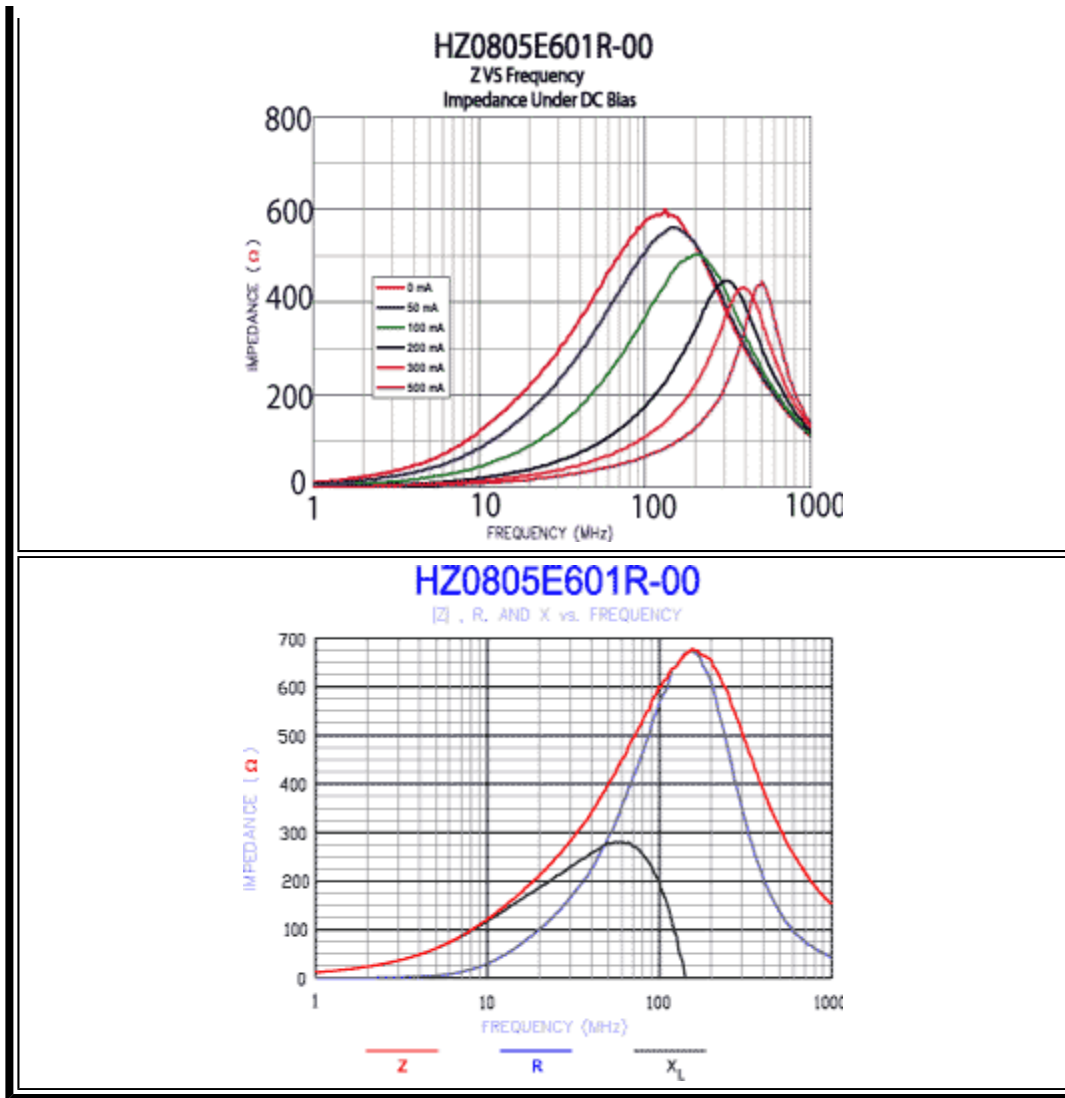 HZ0805E601R-00
Z VS Frequency
Impedance Under DC Bias
800
600
400
200
0
IMPEDANCE (Ω)
0 mA
50 mA
100 mA
200 mA
300 mA
500 mA
1 10 100 1000
FREQUENCY (MHz)
HZ0805E601R-00
|Z| , R, AND X vs. FREQUENCY
700
600
500
400
300
200
100
0
IMPEDANCE (Ω)
1 10 100 1000
FREQUENCY (MHz)
Z R XL